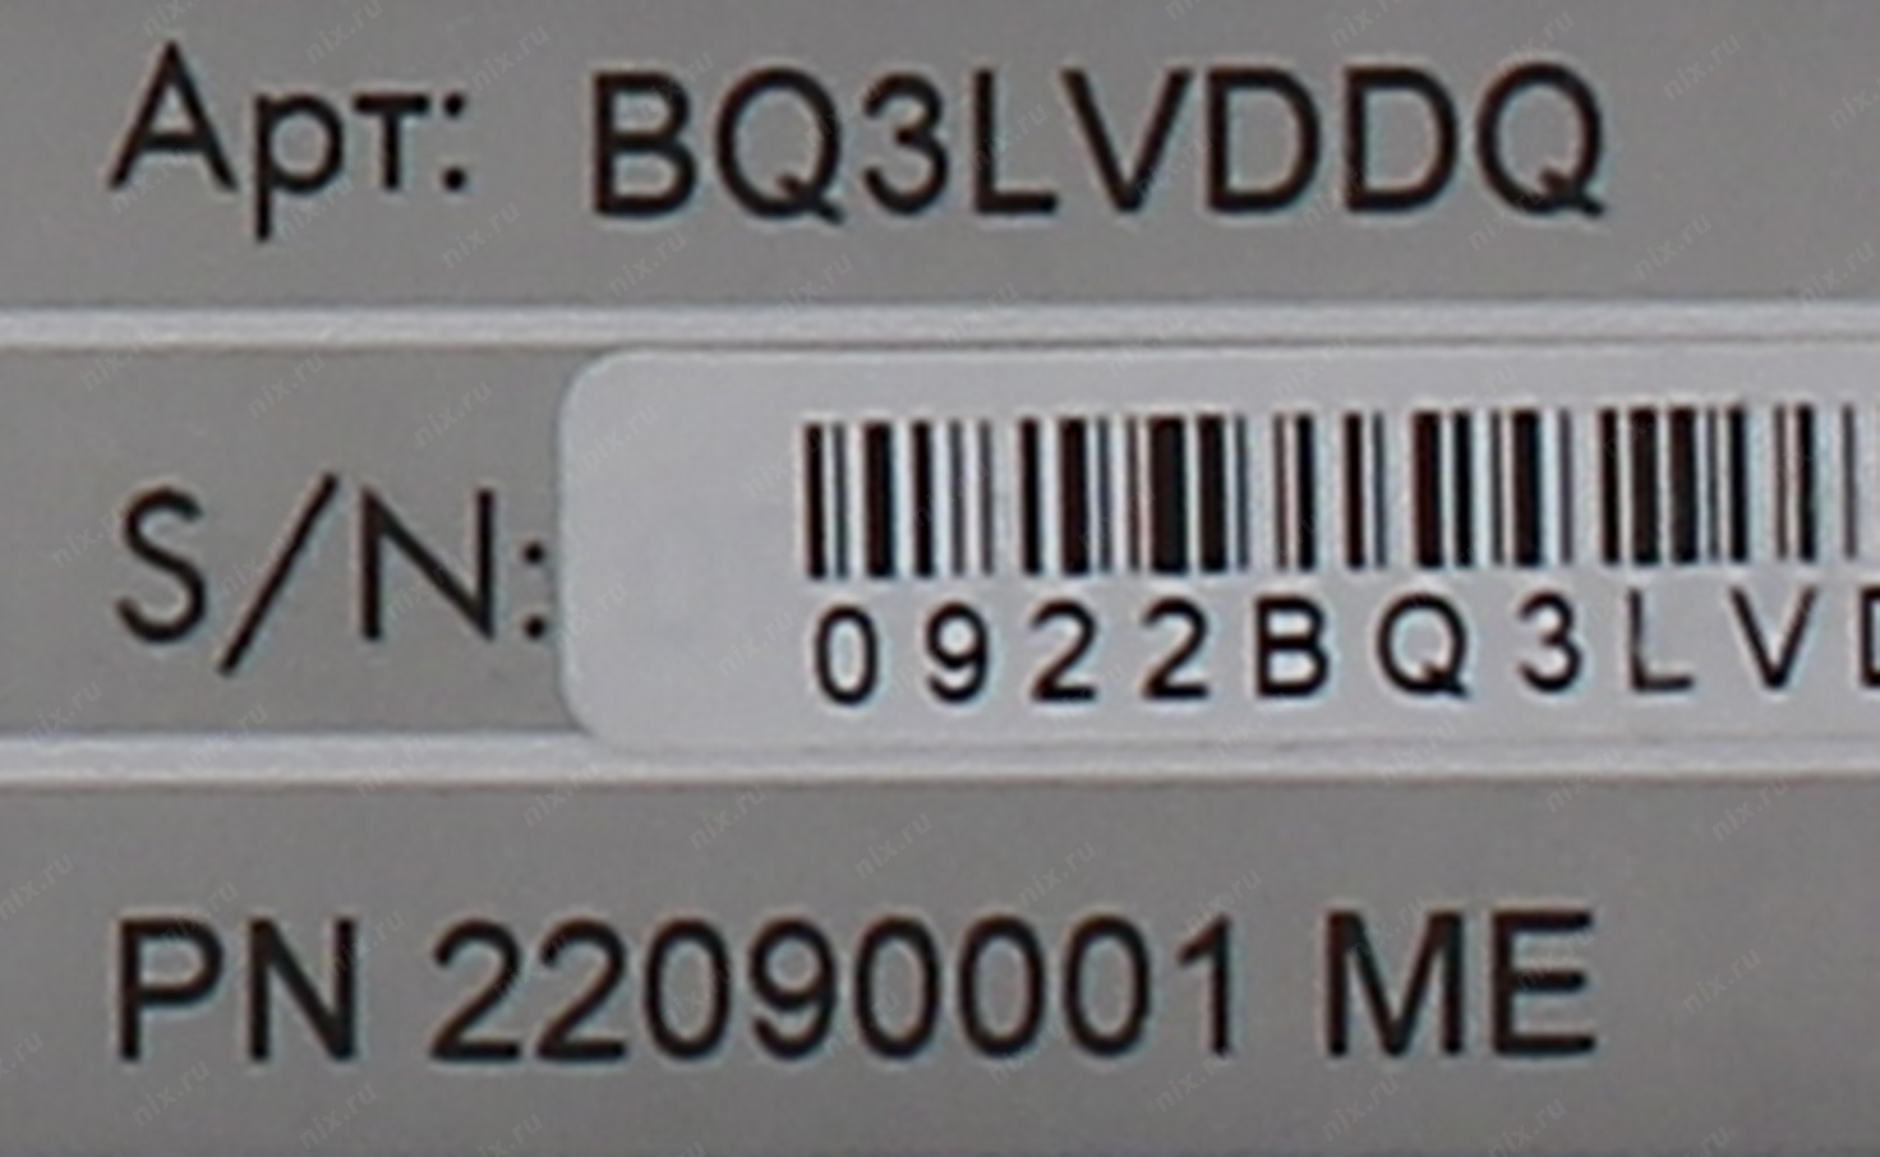 Арт: BQ3LVDDQ
S/N:
0922BQ3LV
PN 22090001 ME